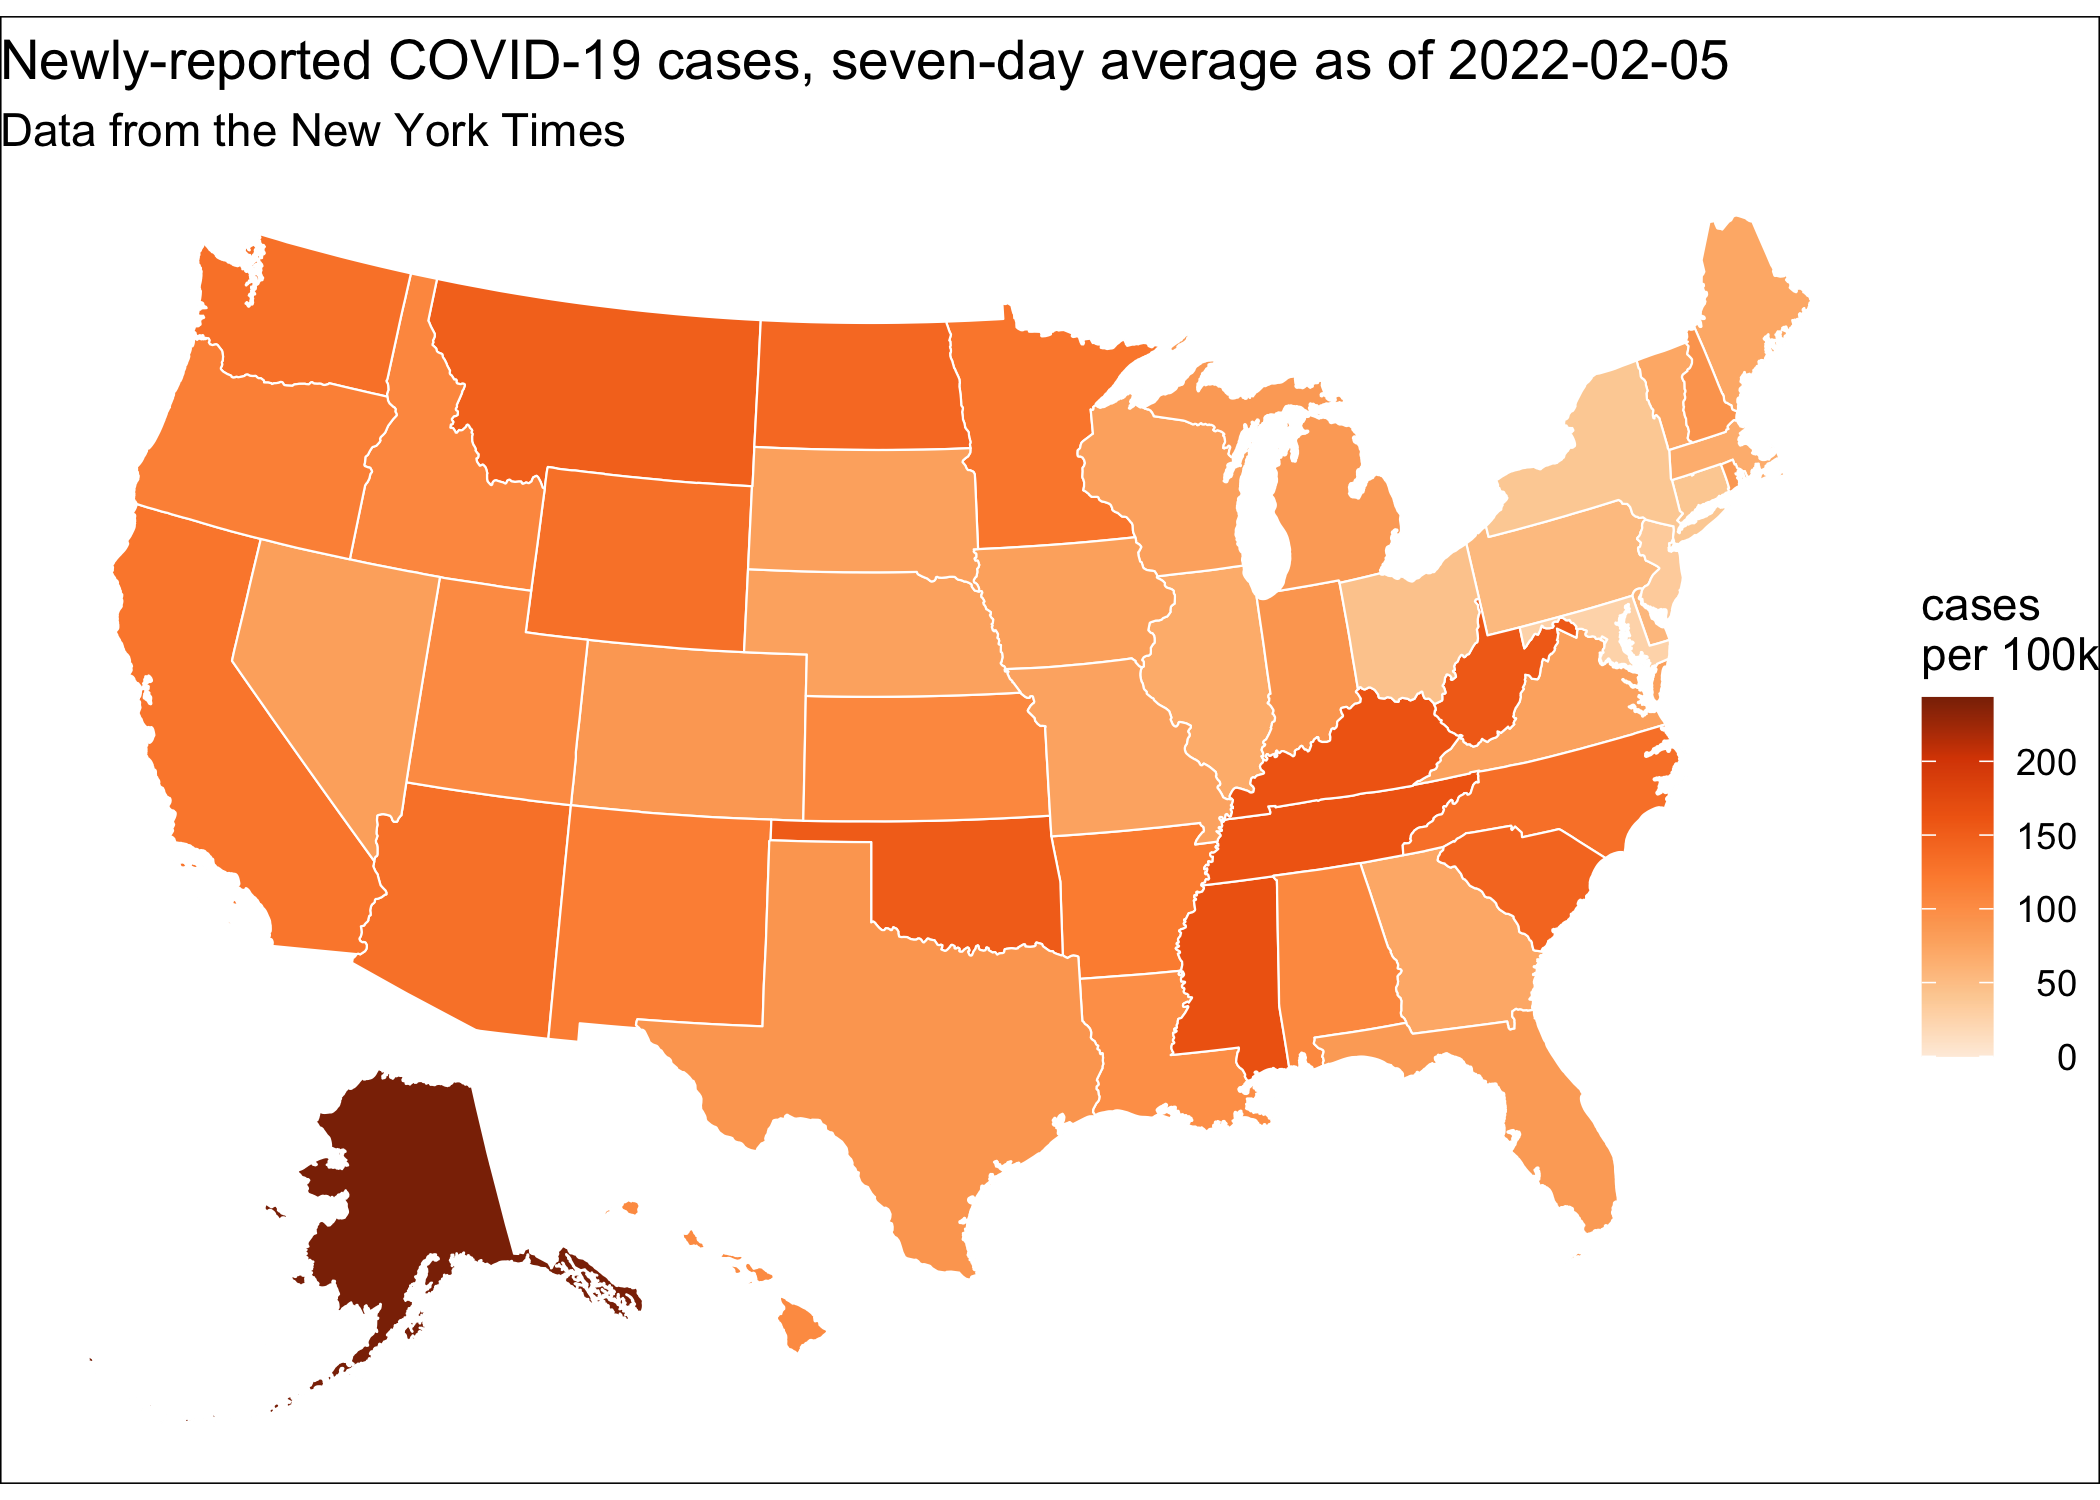 Newly-reported COVID-19 cases, seven-day average as of 2022-02-05
Data from the New York Times
cases
per 100k
200
150
100
50
0